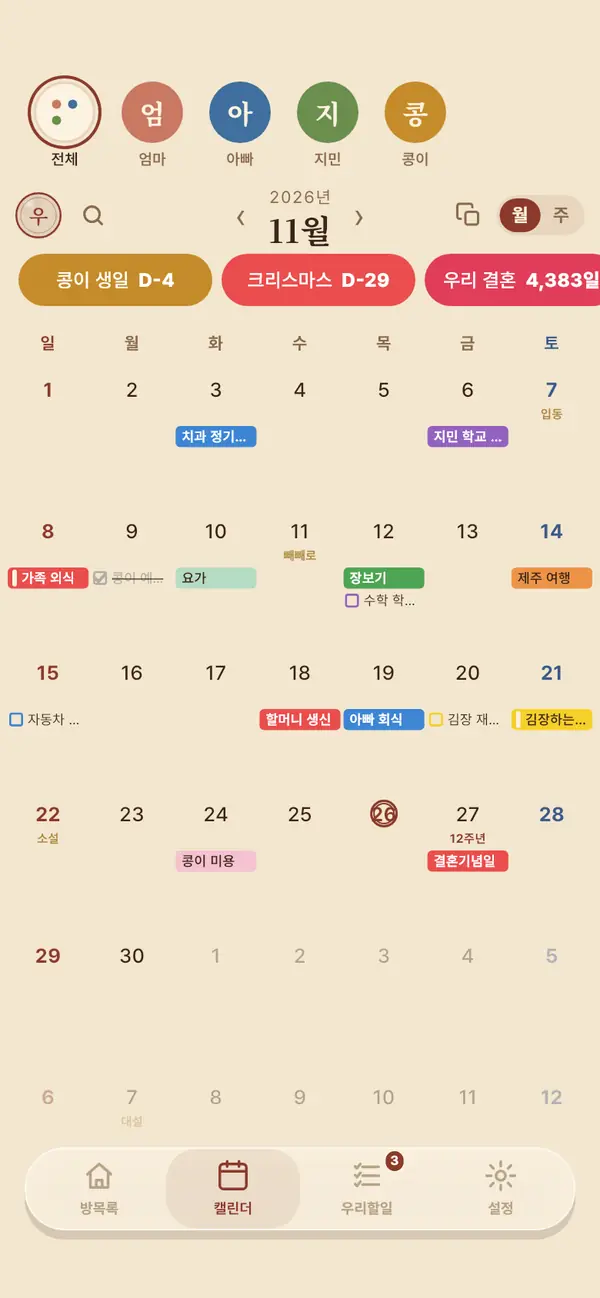 엄 아 지 콩
전체 엄마 아빠 지민 콩이
2026년
우 11월 월 주
콩이 생일 D-4 크리스마스 D-29 우리 결혼 4,383일
일 월 화 수 목 금 토
1 2 3 4 5 6 7
입동
치과 정기... 지민 학교 ...
8 9 10 11 12 13 14
빼빼로
가족 외식 콩이 예... 요가 장보기 제주 여행
수학 학...
15 16 17 18 19 20 21
자동차 ... 할머니 생신 아빠 회식 김장 재... 김장하는...
22 23 24 25 26 27 28
소설 12주년
콩이 미용 결혼기념일
29 30 1 2 3 4 5
6 7 8 9 10 11 12
대설
3
방목록 캘린더 우리할일 설정